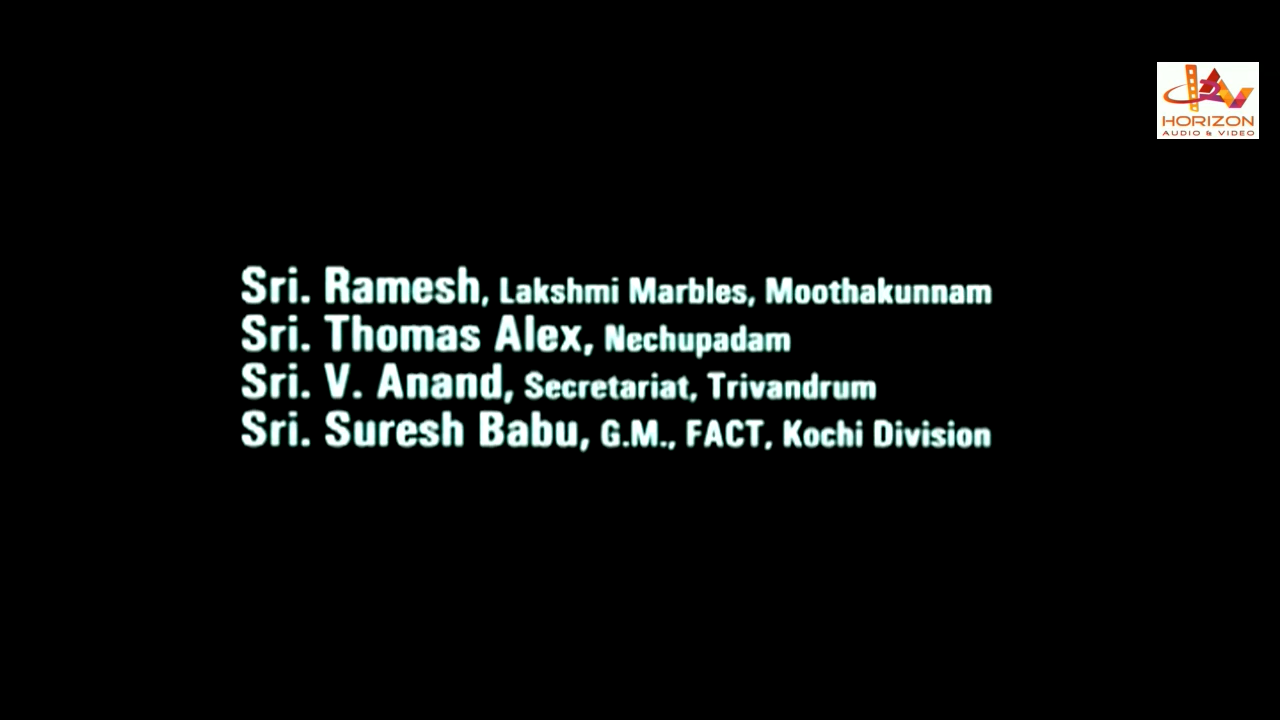 HORIZON
AUDIO & VIDEO
Sri. Ramesh, Lakshmi Marbles, Moothakunnam
Sri. Thomas Alex, Nechupadam
Sri. V. Anand, Secretariat, Trivandrum
Sri. Suresh Babu, G.M., FACT, Kochi Division